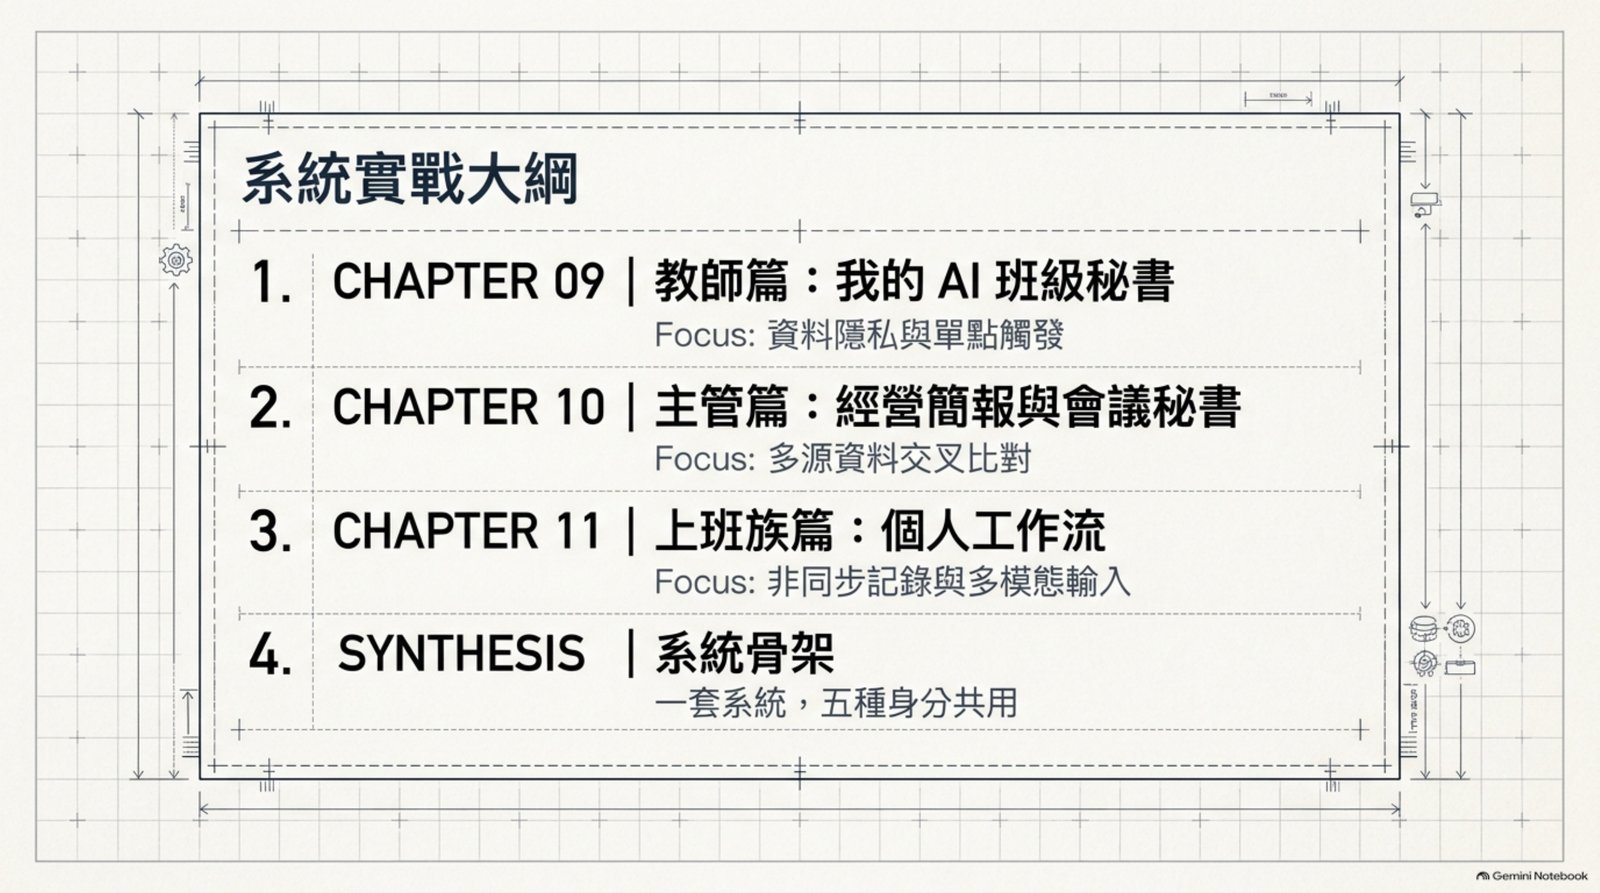 系統實戰大綱
1. CHAPTER 09 | 教師篇：我的 AI 班級秘書
Focus: 資料隱私與單點觸發
2. CHAPTER 10 | 主管篇：經營簡報與會議秘書
Focus: 多源資料交叉比對
3. CHAPTER 11 | 上班族篇：個人工作流
Focus: 非同步記錄與多模態輸入
4. SYNTHESIS | 系統骨架
一套系統，五種身分共用
Gemini Notebook